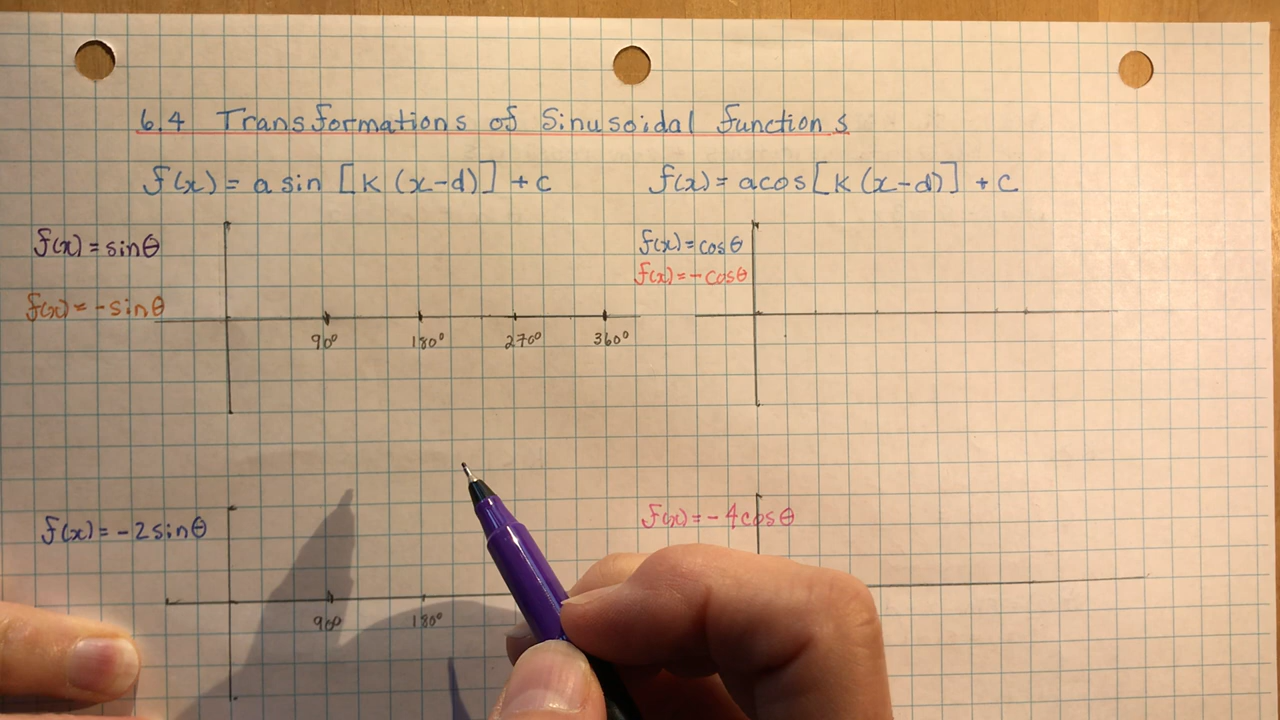 6.4 Transformations of Sinusoidal functions
f(x) = a sin [K (x-d)] + c
f(x) = a cos [K (x-d)] + c
f(x) = sinθ
f(x) = -sinθ
90° 180° 270° 360°
f(x) = cosθ
f(x) = -cosθ
f(x) = -2sinθ
90° 180°
f(x) = -4cosθ